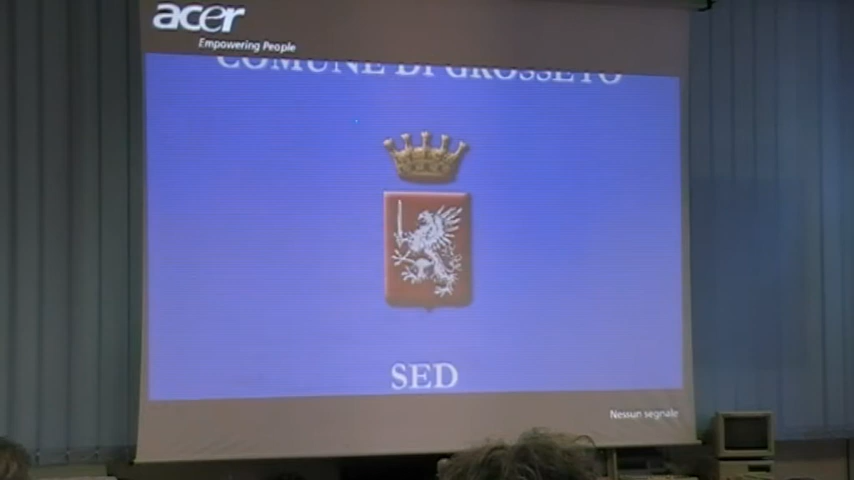 acer
Empowering People
COMUNE DI GROSSETO
SED
Nessun segnale